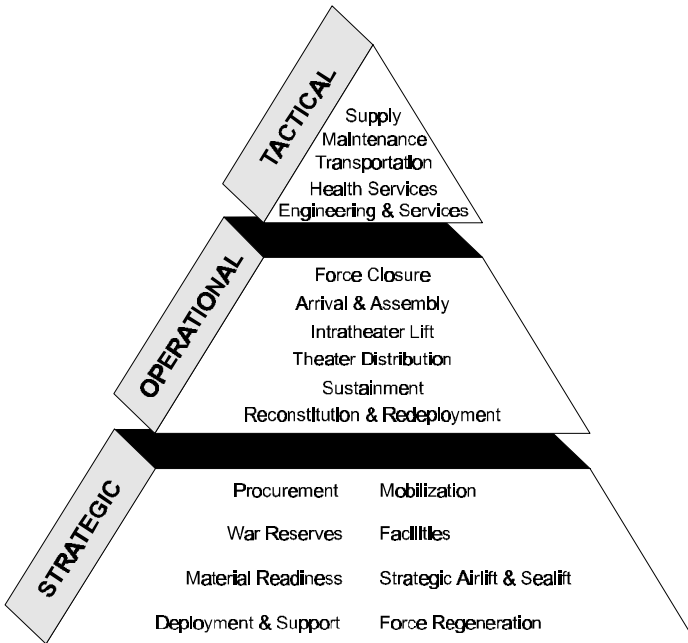 TACTICAL
Supply
Maintenance
Transportation
Health Services
Engineering & Services
OPERATIONAL
Force Closure
Arrival & Assembly
Intratheater Lift
Theater Distribution
Sustainment
Reconstitution & Redeployment
STRATEGIC
Procurement Mobilization
War Reserves Facilities
Material Readiness Strategic Airlift & Sealift
Deployment & Support Force Regeneration